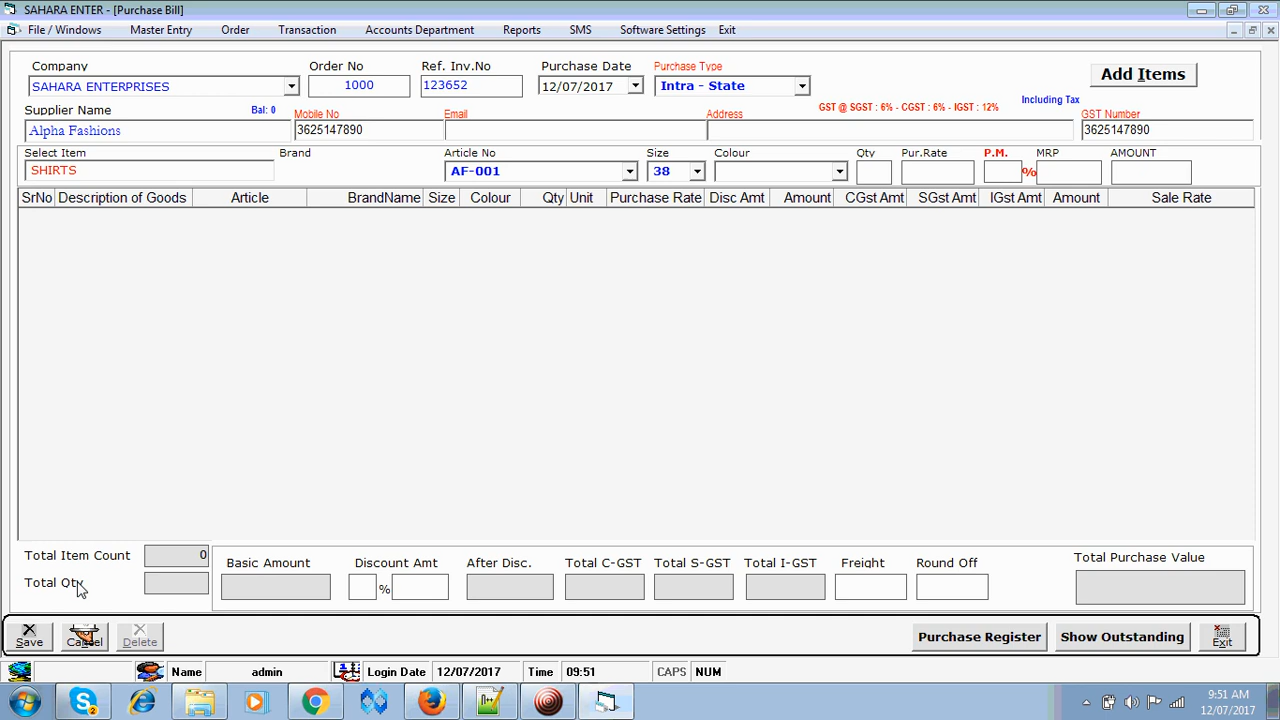 SAHARA ENTER - [Purchase Bill]
File / Windows Master Entry Order Transaction Accounts Department Reports SMS Software Settings Exit
Company Order No Ref. Inv.No Purchase Date Purchase Type
SAHARA ENTERPRISES 1000 123652 12/07/2017 Intra - State Add Items
Supplier Name Bal: 0 Mobile No Email Address GST @ SGST : 6% - CGST : 6% - IGST : 12% Including Tax GST Number
Alpha Fashions 3625147890 3625147890
Select Item Brand Article No Size Colour Qty Pur.Rate P.M. MRP AMOUNT
SHIRTS AF-001 38 %
SrNo Description of Goods Article BrandName Size Colour Qty Unit Purchase Rate Disc Amt Amount CGst Amt SGst Amt IGst Amt Amount Sale Rate
Total Item Count 0 Basic Amount Discount Amt After Disc. Total C-GST Total S-GST Total I-GST Freight Round Off Total Purchase Value
Total Qty %
Save Cancel Delete Purchase Register Show Outstanding Exit
Name admin Login Date 12/07/2017 Time 09:51 CAPS NUM
2
9:51 AM
12/07/2017